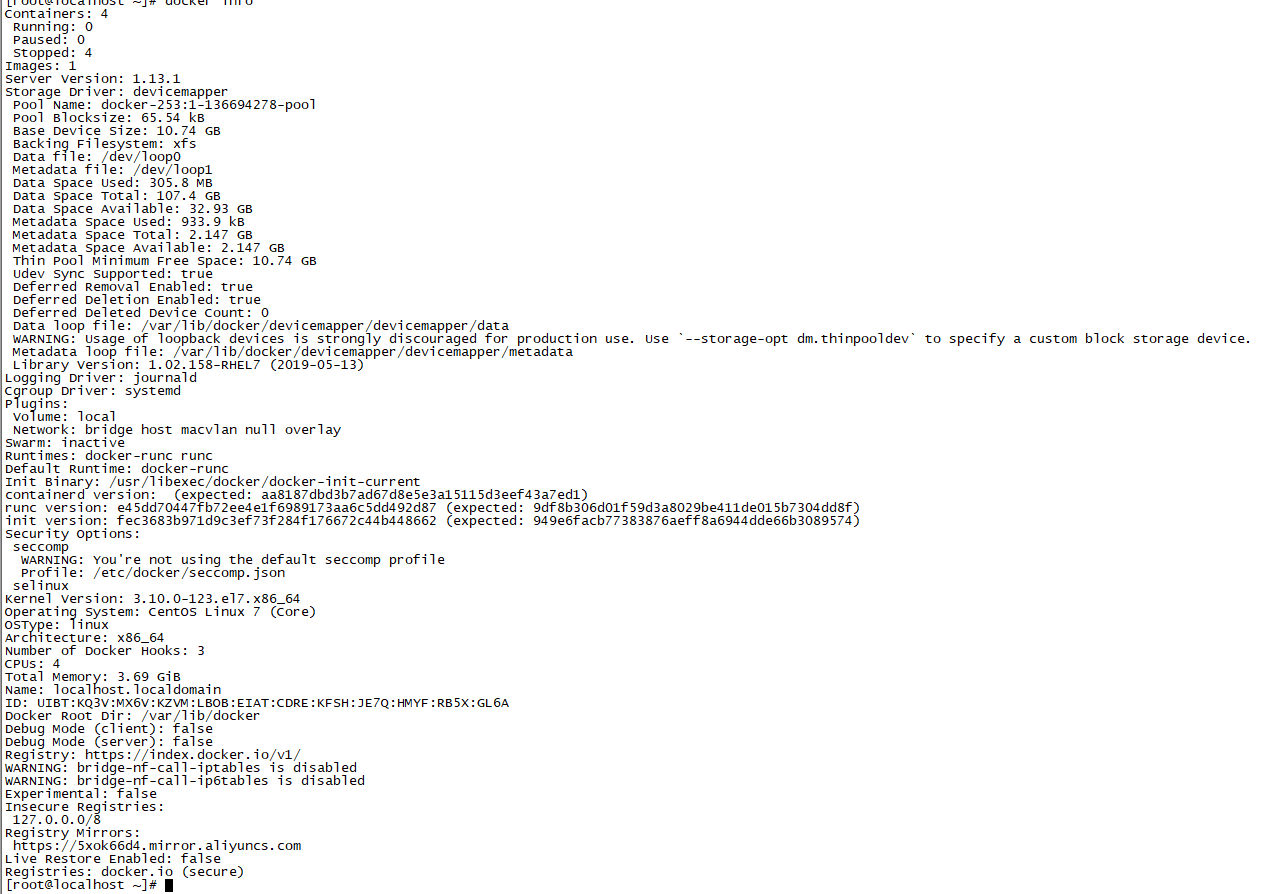 [root@localhost ~]# docker info
Containers: 4
 Running: 0
 Paused: 0
 Stopped: 4
Images: 1
Server Version: 1.13.1
Storage Driver: devicemapper
 Pool Name: docker-253:1-136694278-pool
 Pool Blocksize: 65.54 kB
 Base Device Size: 10.74 GB
 Backing Filesystem: xfs
 Data file: /dev/loop0
 Metadata file: /dev/loop1
 Data Space Used: 305.8 MB
 Data Space Total: 107.4 GB
 Data Space Available: 32.93 GB
 Metadata Space Used: 933.9 kB
 Metadata Space Total: 2.147 GB
 Metadata Space Available: 2.147 GB
 Thin Pool Minimum Free Space: 10.74 GB
 Udev Sync Supported: true
 Deferred Removal Enabled: true
 Deferred Deletion Enabled: true
 Deferred Deleted Device Count: 0
 Data loop file: /var/lib/docker/devicemapper/devicemapper/data
 WARNING: Usage of loopback devices is strongly discouraged for production use. Use `--storage-opt dm.thinpooldev` to specify a custom block storage device.
 Metadata loop file: /var/lib/docker/devicemapper/devicemapper/metadata
 Library Version: 1.02.158-RHEL7 (2019-05-13)
Logging Driver: journald
Cgroup Driver: systemd
Plugins:
 Volume: local
 Network: bridge host macvlan null overlay
Swarm: inactive
Runtimes: docker-runc runc
Default Runtime: docker-runc
Init Binary: /usr/libexec/docker/docker-init-current
containerd version:  (expected: aa8187dbd3b7ad67d8e5e3a15115d3eef43a7ed1)
runc version: e45dd70447fb72ee4e1f6989173aa6c5dd492d87 (expected: 9df8b306d01f59d3a8029be411de015b7304dd8f)
init version: fec3683b971d9c3ef73f284f176672c44b448662 (expected: 949e6facb77383876aeff8a6944dde66b3089574)
Security Options:
 seccomp
  WARNING: You're not using the default seccomp profile
  Profile: /etc/docker/seccomp.json
 selinux
Kernel Version: 3.10.0-123.el7.x86_64
Operating System: CentOS Linux 7 (Core)
OSType: linux
Architecture: x86_64
Number of Docker Hooks: 3
CPUs: 4
Total Memory: 3.69 GiB
Name: localhost.localdomain
ID: UIBT:KQ3V:MX6V:KZVM:LBOB:EIAT:CDRE:KFSH:JE7Q:HMYF:RB5X:GL6A
Docker Root Dir: /var/lib/docker
Debug Mode (client): false
Debug Mode (server): false
Registry: https://index.docker.io/v1/
WARNING: bridge-nf-call-iptables is disabled
WARNING: bridge-nf-call-ip6tables is disabled
Experimental: false
Insecure Registries:
 127.0.0.0/8
Registry Mirrors:
 https://5xok66d4.mirror.aliyuncs.com
Live Restore Enabled: false
Registries: docker.io (secure)
[root@localhost ~]#